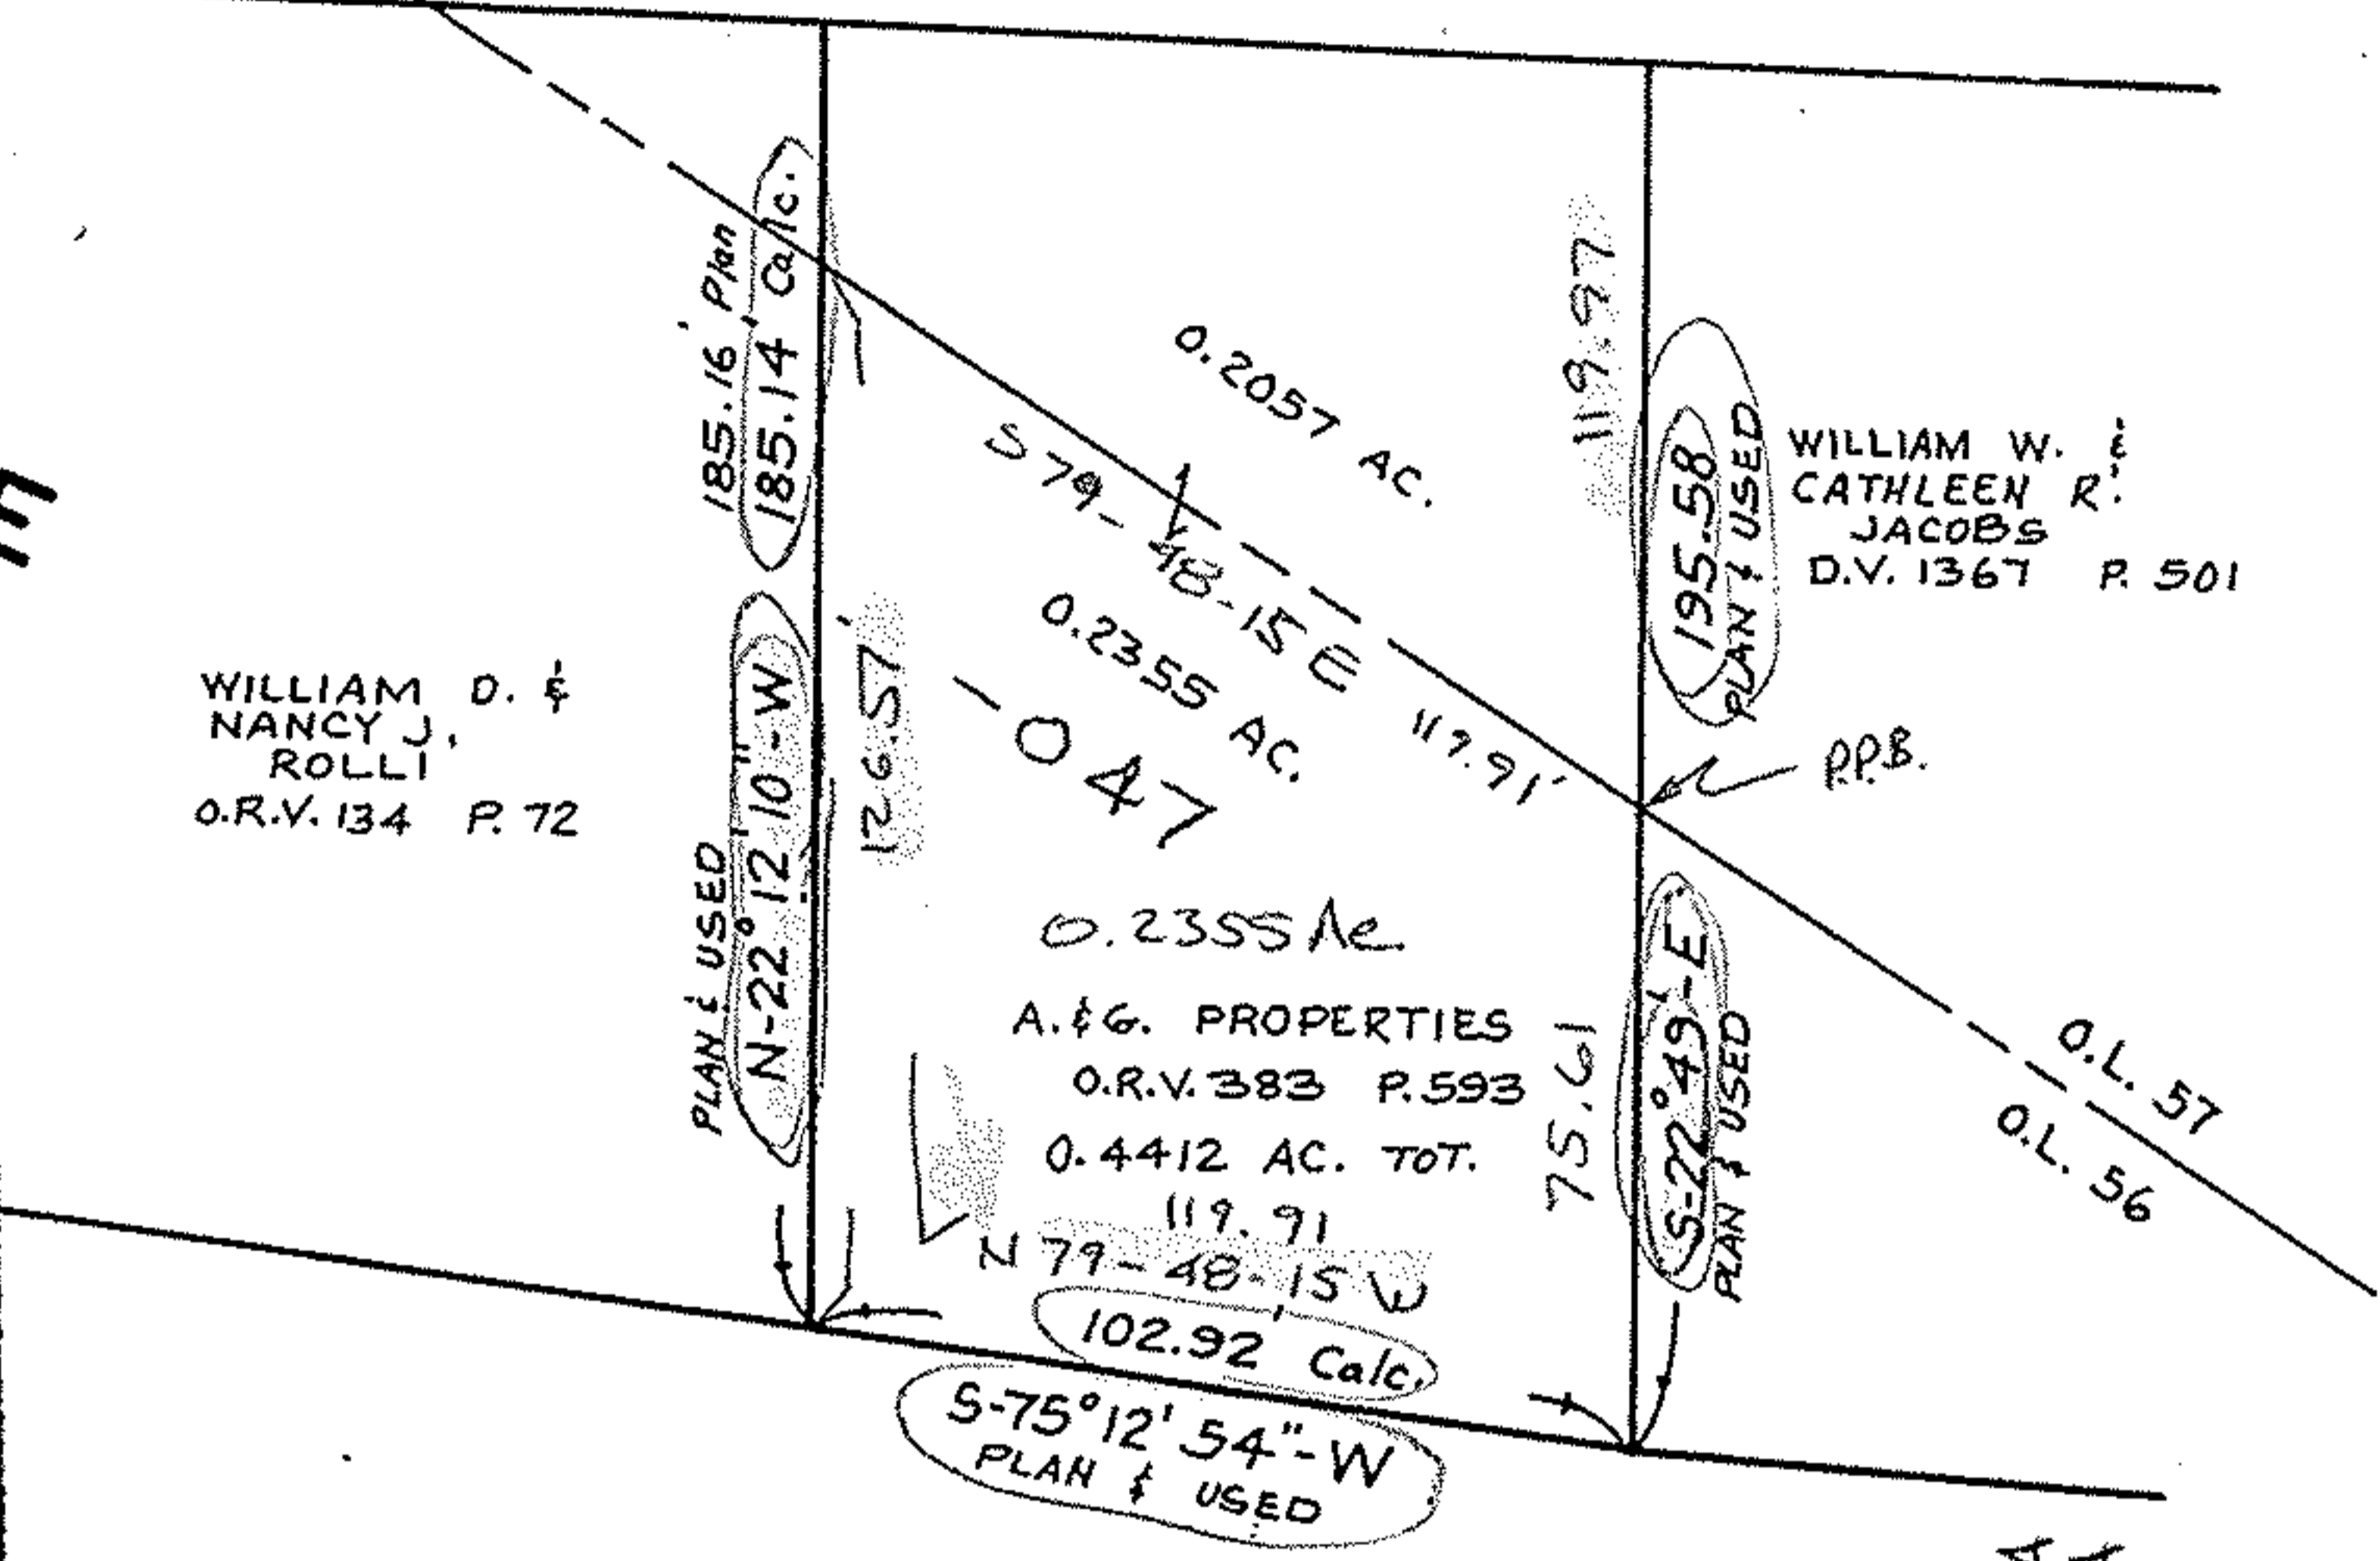 185.16' Plan
185.14' Calc.
0.2057 AC.
119.97
195.58
PLAN & USED
WILLIAM W. &
CATHLEEN R.
JACOBS
D.V. 1367 P. 501
S 79-48-15 E 119.91'
0.2355 AC.
-047
WILLIAM D. &
NANCY J.
ROLLI
O.R.V. 134 P. 72
PLAN & USED
N-22°12'10"-W
126.57'
P.P.B.
0.2355 Ac
A. & G. PROPERTIES
O.R.V. 383 P. 593
0.4412 AC. TOT.
75.61
S-22°49'-E
PLAN & USED
O.L. 57
O.L. 56
119.91
N 79-48-15 W
102.92' Calc.
S-75°12'54"-W
PLAN & USED